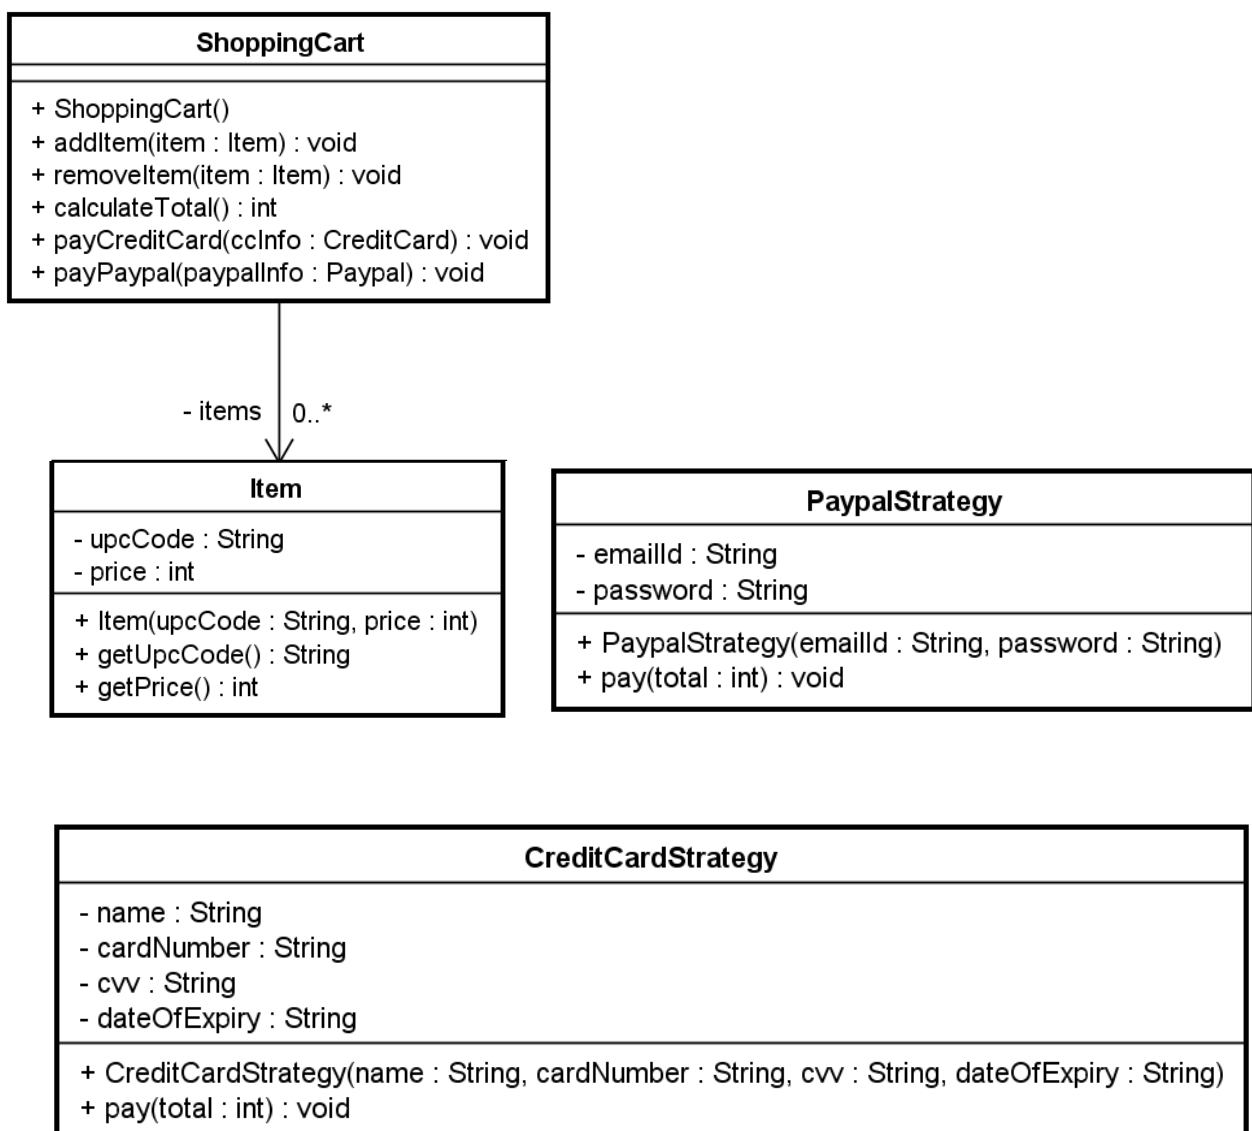 ShoppingCart
+ ShoppingCart()
+ addItem(item : Item) : void
+ removeItem(item : Item) : void
+ calculateTotal() : int
+ payCreditCard(ccInfo : CreditCard) : void
+ payPaypal(paypalInfo : Paypal) : void
- items 0..*
Item
- upcCode : String
- price : int
+ Item(upcCode : String, price : int)
+ getUpcCode() : String
+ getPrice() : int
PaypalStrategy
- emailId : String
- password : String
+ PaypalStrategy(emailId : String, password : String)
+ pay(total : int) : void
CreditCardStrategy
- name : String
- cardNumber : String
- cvv : String
- dateOfExpiry : String
+ CreditCardStrategy(name : String, cardNumber : String, cvv : String, dateOfExpiry : String)
+ pay(total : int) : void